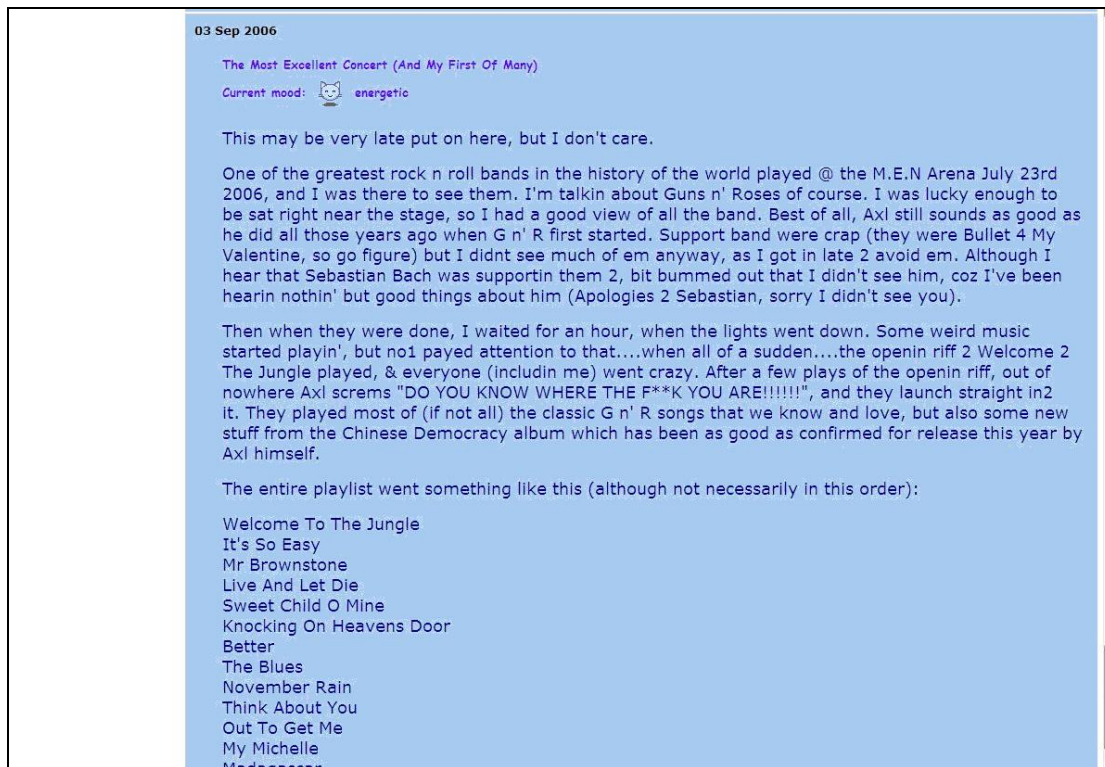 03 Sep 2006
The Most Excellent Concert (And My First Of Many)
Current mood: energetic
This may be very late put on here, but I don't care.
One of the greatest rock n roll bands in the history of the world played @ the M.E.N Arena July 23rd
2006, and I was there to see them. I'm talkin about Guns n' Roses of course. I was lucky enough to
be sat right near the stage, so I had a good view of all the band. Best of all, Axl still sounds as good as
he did all those years ago when G n' R first started. Support band were crap (they were Bullet 4 My
Valentine, so go figure) but I didnt see much of em anyway, as I got in late 2 avoid em. Although I
hear that Sebastian Bach was supportin them 2, bit bummed out that I didn't see him, coz I've been
hearin nothin' but good things about him (Apologies 2 Sebastian, sorry I didn't see you).
Then when they were done, I waited for an hour, when the lights went down. Some weird music
started playin', but no1 payed attention to that....when all of a sudden....the openin riff 2 Welcome 2
The Jungle played, & everyone (includin me) went crazy. After a few plays of the openin riff, out of
nowhere Axl screms "DO YOU KNOW WHERE THE F**K YOU ARE!!!!!!", and they launch straight in2
it. They played most of (if not all) the classic G n' R songs that we know and love, but also some new
stuff from the Chinese Democracy album which has been as good as confirmed for release this year by
Axl himself.
The entire playlist went something like this (although not necessarily in this order):
Welcome To The Jungle
It's So Easy
Mr Brownstone
Live And Let Die
Sweet Child O Mine
Knocking On Heavens Door
Better
The Blues
November Rain
Think About You
Out To Get Me
My Michelle
Madagascar